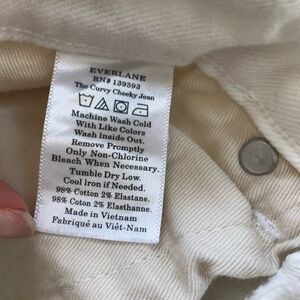 EVERLANE
RN# 139393
The Curvy Cheeky Jean
Machine Wash Cold
With Like Colors
Wash Inside Out.
Remove Promptly
Only Non-Chlorine
Bleach When Necessary.
Tumble Dry Low.
Cool Iron if Needed.
98% Cotton 2% Elastane.
98% Coton 2% Elasthanne.
Made in Vietnam
Fabriqué au Viêt-Nam